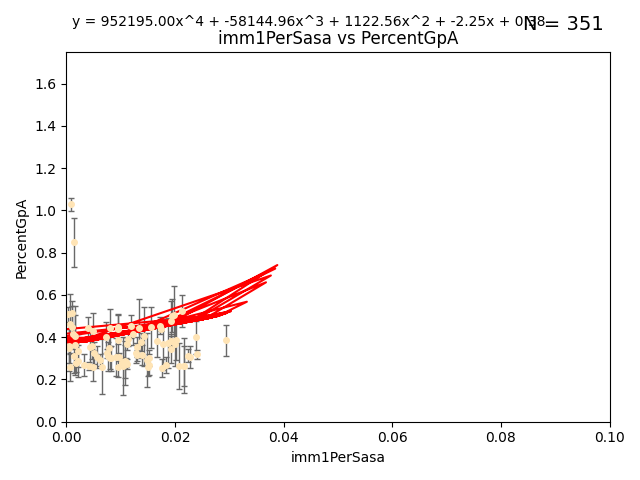 y = 952195.00x^4 + -58144.96x^3 + 1122.56x^2 + -2.25x + 0.38
N = 351
imm1PerSasa vs PercentGpA
PercentGpA
1.6
1.4
1.2
1.0
0.8
0.6
0.4
0.2
0.0
0.00 0.02 0.04 0.06 0.08 0.10
imm1PerSasa